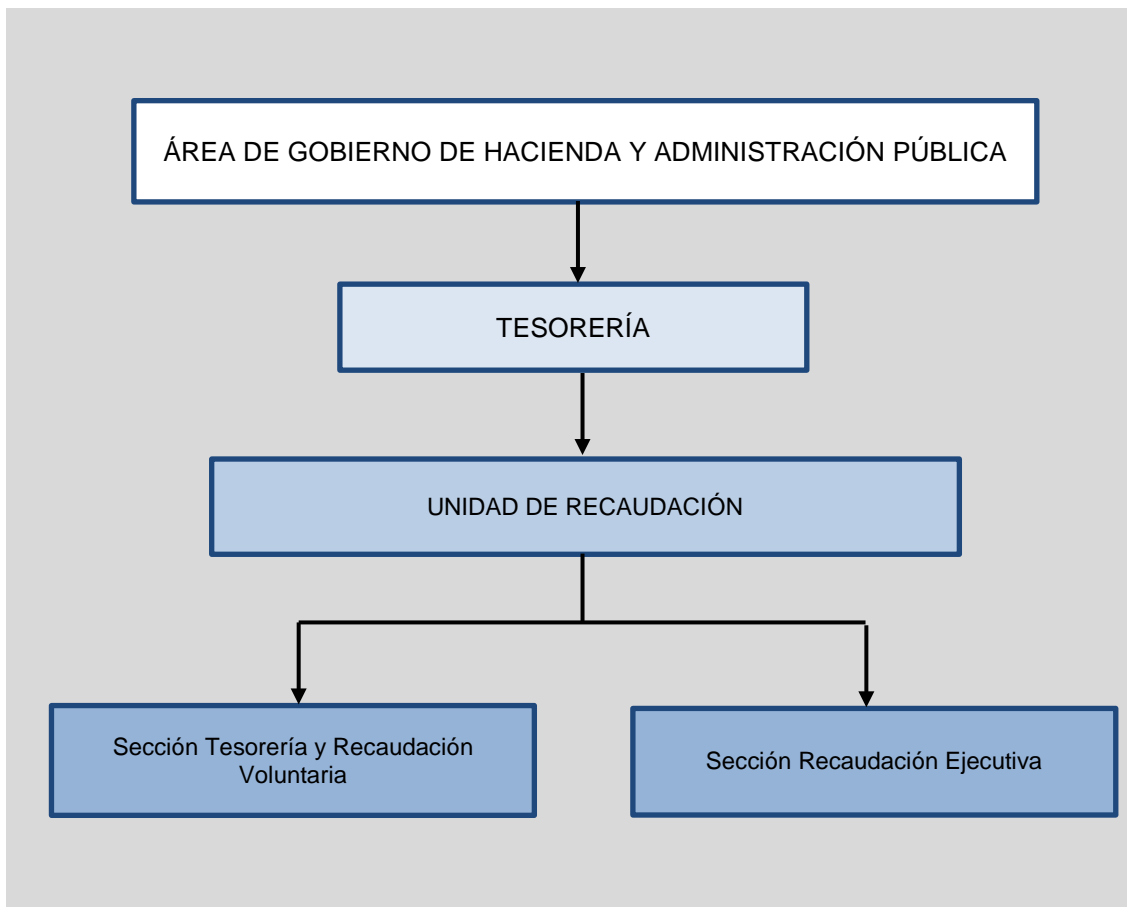 ÁREA DE GOBIERNO DE HACIENDA Y ADMINISTRACIÓN PÚBLICA
TESORERÍA
UNIDAD DE RECAUDACIÓN
Sección Tesorería y Recaudación
Voluntaria
Sección Recaudación Ejecutiva